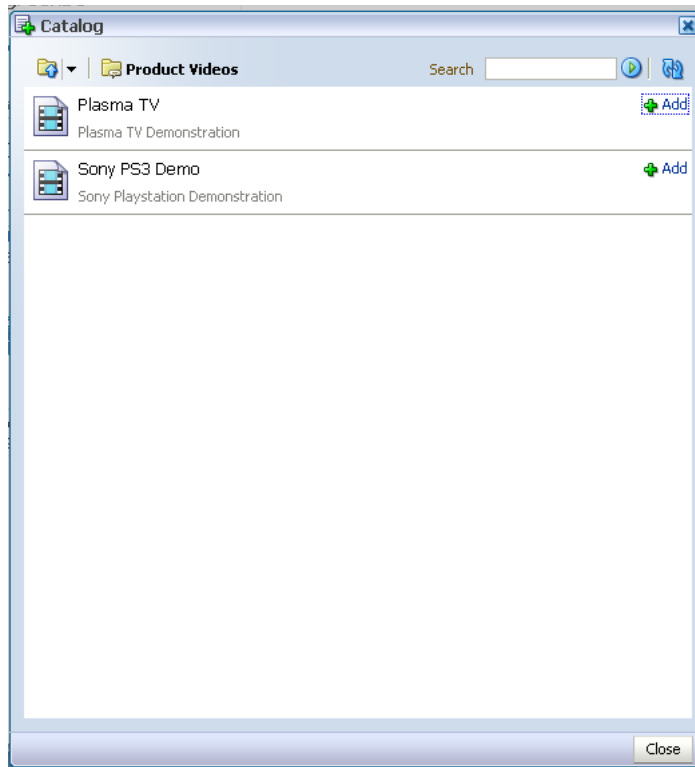 Catalog
Product Videos Search
Plasma TV Add
Plasma TV Demonstration
Sony PS3 Demo Add
Sony Playstation Demonstration
Close